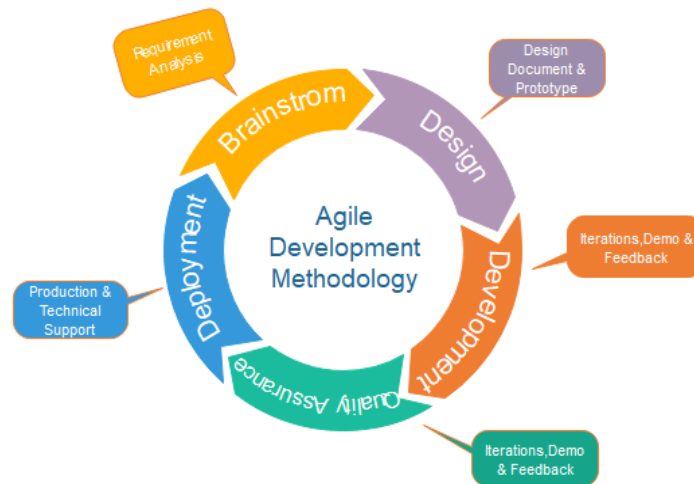 Requirement
Analysis
Brainstrom
Design
Document &
Prototype
Design
Iterations,Demo &
Feedback
Development
Iterations,Demo
& Feedback
Quality Assurance
Production &
Technical
Support
Deployment
Agile
Development
Methodology